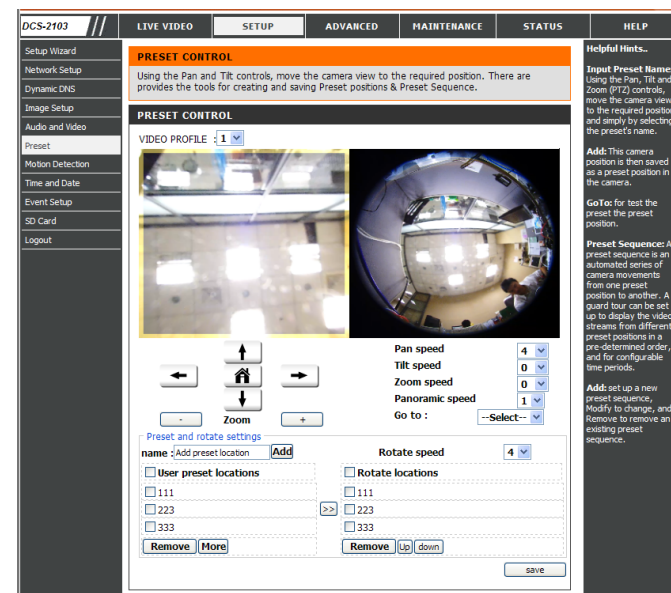 DCS-2103
LIVE VIDEO
SETUP
ADVANCED
MAINTENANCE
STATUS
HELP
Setup Wizard
Network Setup
Dynamic DNS
Image Setup
Audio and Video
Preset
Motion Detection
Time and Date
Event Setup
SD Card
Logout
PRESET CONTROL
Using the Pan and Tilt controls, move the camera view to the required position. There are
provides the tools for creating and saving Preset positions & Preset Sequence.
PRESET CONTROL
VIDEO PROFILE : 1
Pan speed 4
Tilt speed 0
Zoom speed 0
Panoramic speed 1
Go to : --Select--
- Zoom +
Preset and rotate settings
name : Add preset location Add
Rotate speed 4
User preset locations
111
223
333
Remove More
>>
Rotate locations
111
223
333
Remove Up down
save
Helpful Hints..
Input Preset Name:
Using the Pan, Tilt and
Zoom (PTZ) controls,
move the camera view
to the required position
and simply by selecting
the preset's name.
Add: This camera
position is then saved
as a preset position in
the camera.
GoTo: for test the
preset the preset
position.
Preset Sequence: A
preset sequence is an
automated series of
camera movements
from one preset
position to another. A
guard tour can be set
up to display the video
streams from different
preset positions in a
pre-determined order,
and for configurable
time periods.
Add: set up a new
preset sequence,
Modify to change, and
Remove to remove an
existing preset
sequence.